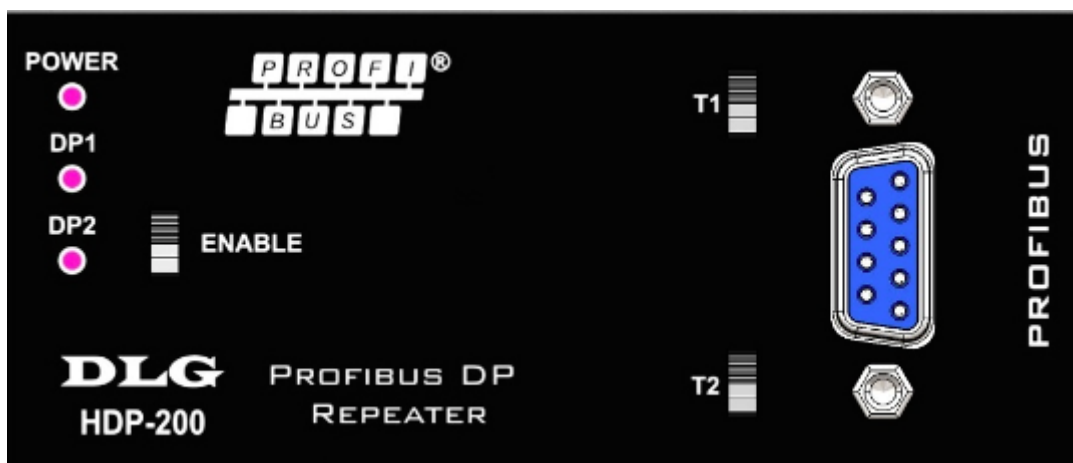 POWER
PROFI®
BUS
DP1
DP2
ENABLE
T1
PROFIBUS
DLG
HDP-200
PROFIBUS DP
REPEATER
T2